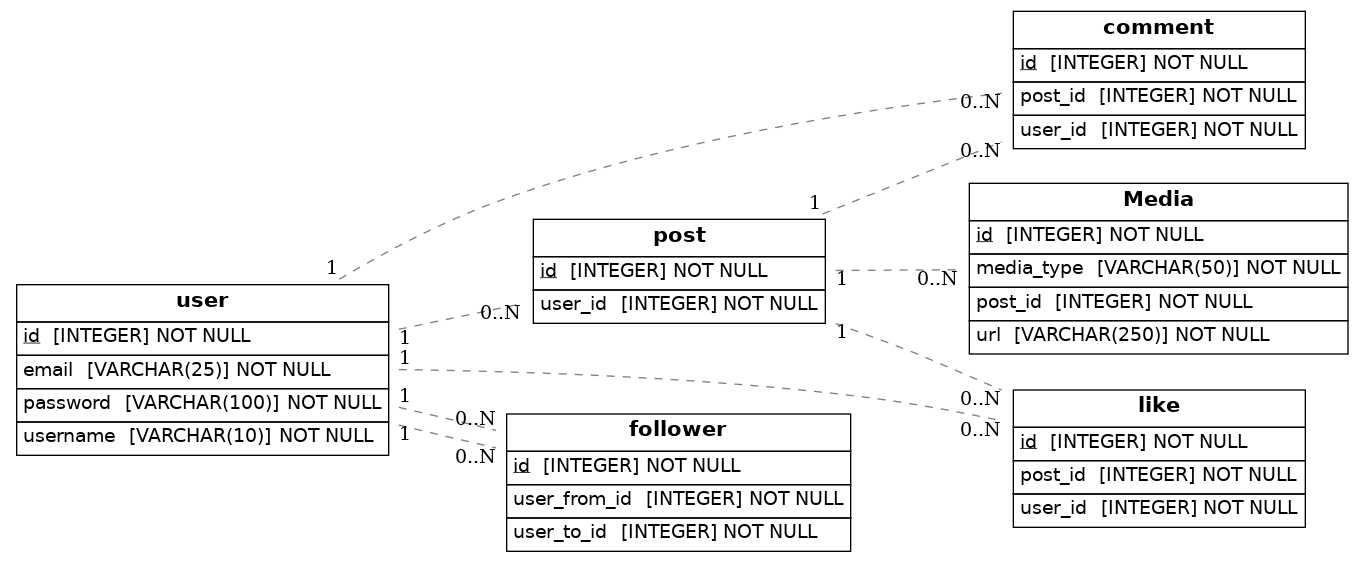 comment
id [INTEGER] NOT NULL
post_id [INTEGER] NOT NULL
user_id [INTEGER] NOT NULL
0..N
0..N
1
1
post
id [INTEGER] NOT NULL
user_id [INTEGER] NOT NULL
Media
id [INTEGER] NOT NULL
media_type [VARCHAR(50)] NOT NULL
post_id [INTEGER] NOT NULL
url [VARCHAR(250)] NOT NULL
1
0..N
1
0..N
user
id [INTEGER] NOT NULL
email [VARCHAR(25)] NOT NULL
password [VARCHAR(100)] NOT NULL
username [VARCHAR(10)] NOT NULL
1
1
1
1
0..N
0..N
0..N
0..N
follower
id [INTEGER] NOT NULL
user_from_id [INTEGER] NOT NULL
user_to_id [INTEGER] NOT NULL
like
id [INTEGER] NOT NULL
post_id [INTEGER] NOT NULL
user_id [INTEGER] NOT NULL